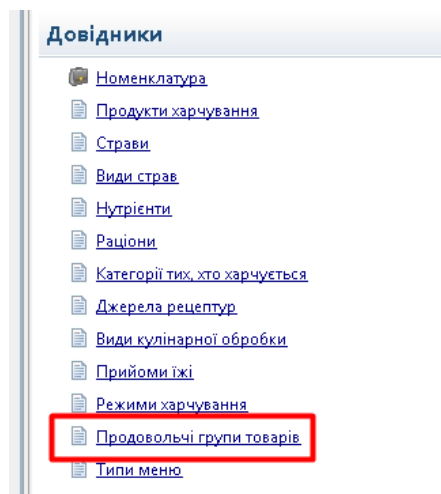 Довідники
Номенклатура
Продукти харчування
Страви
Види страв
Нутрієнти
Раціони
Категорії тих, хто харчується
Джерела рецептур
Види кулінарної обробки
Прийоми їжі
Режими харчування
Продовольчі групи товарів
Типи меню